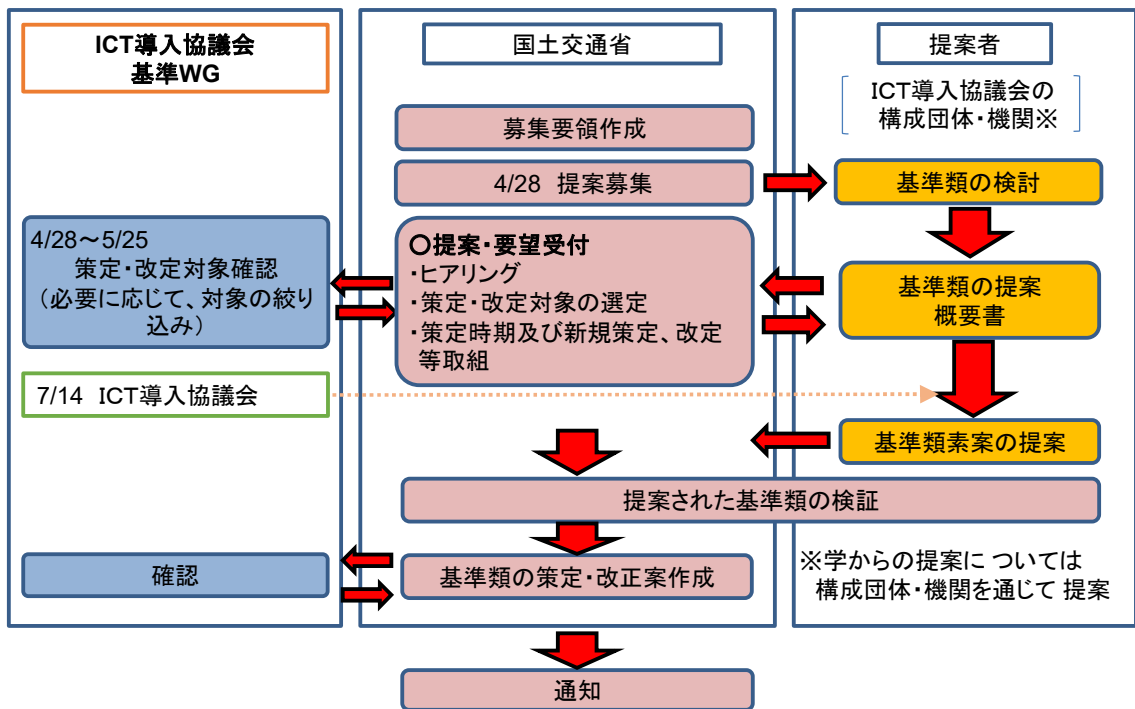 ICT導入協議会
基準WG
4/28～5/25
策定・改定対象確認
（必要に応じて、対象の絞り
込み）
7/14 ICT導入協議会
確認
国土交通省
募集要領作成
4/28 提案募集
〇提案・要望受付
・ヒアリング
・策定・改定対象の選定
・策定時期及び新規策定、改定
等取組
提案された基準類の検証
基準類の策定・改正案作成
通知
提案者
ICT導入協議会の
構成団体・機関※
基準類の検討
基準類の提案
概要書
基準類素案の提案
※学からの提案に ついては
構成団体・機関を通じて 提案